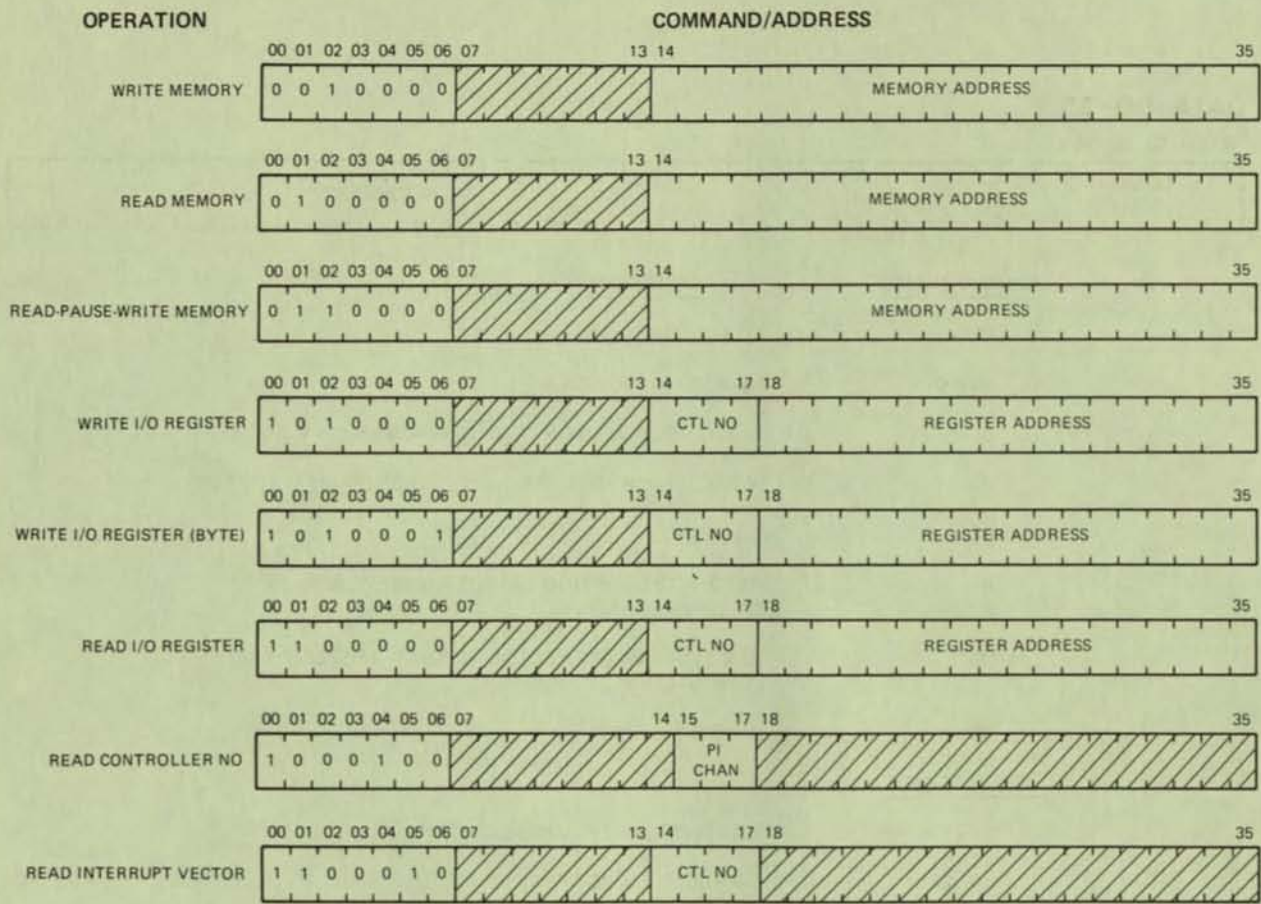 OPERATION COMMAND/ADDRESS
00 01 02 03 04 05 06 07 13 14 35
WRITE MEMORY 0 0 1 0 0 0 0 MEMORY ADDRESS
00 01 02 03 04 05 06 07 13 14 35
READ MEMORY 0 1 0 0 0 0 0 MEMORY ADDRESS
00 01 02 03 04 05 06 07 13 14 35
READ-PAUSE-WRITE MEMORY 0 1 1 0 0 0 0 MEMORY ADDRESS
00 01 02 03 04 05 06 07 13 14 17 18 35
WRITE I/O REGISTER 1 0 1 0 0 0 0 CTL NO REGISTER ADDRESS
00 01 02 03 04 05 06 07 13 14 17 18 35
WRITE I/O REGISTER (BYTE) 1 0 1 0 0 0 1 CTL NO REGISTER ADDRESS
00 01 02 03 04 05 06 07 13 14 17 18 35
READ I/O REGISTER 1 1 0 0 0 0 0 CTL NO REGISTER ADDRESS
00 01 02 03 04 05 06 07 14 15 17 18 35
READ CONTROLLER NO 1 0 0 0 1 0 0 PI
CHAN
00 01 02 03 04 05 06 07 13 14 17 18 35
READ INTERRUPT VECTOR 1 1 0 0 0 1 0 CTL NO